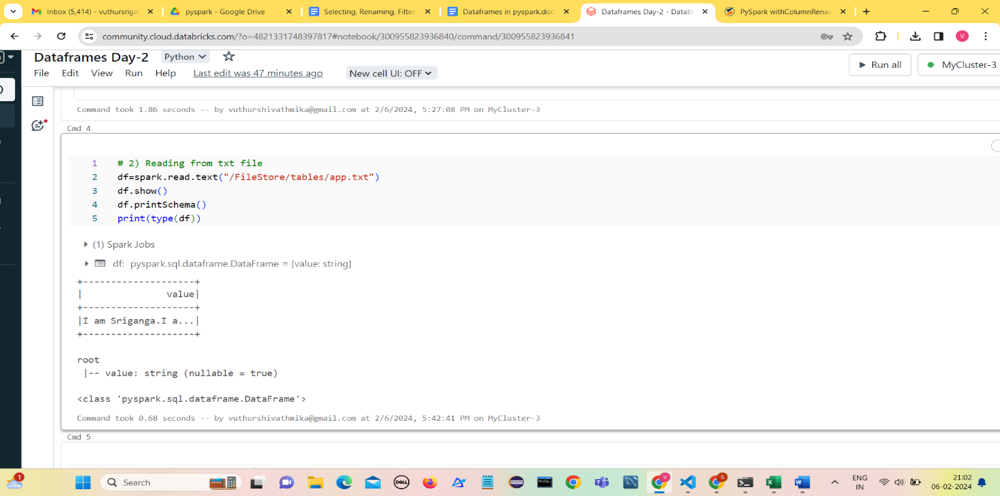 Inbox (5,414) - vuthursrigan
pyspark - Google Drive
Selecting, Renaming, Filteri
Dataframes in pyspark.doc
Dataframes Day-2 - Datab
PySpark withColumnRenam
community.cloud.databricks.com/?o=4821331748397817#notebook/300955823936840/command/300955823936841
V
Dataframes Day-2 Python
File Edit View Run Help Last edit was 47 minutes ago New cell UI: OFF
Run all MyCluster-3
Command took 1.86 seconds -- by vuthurshivathmika@gmail.com at 2/6/2024, 5:27:08 PM on MyCluster-3
Cmd 4
1 # 2) Reading from txt file
2 df=spark.read.text("/FileStore/tables/app.txt")
3 df.show()
4 df.printSchema()
5 print(type(df))
(1) Spark Jobs
df: pyspark.sql.dataframe.DataFrame = [value: string]
+--------------------+
|               value|
+--------------------+
|I am Sriganga.I a...|
+--------------------+
root
 |-- value: string (nullable = true)
<class 'pyspark.sql.dataframe.DataFrame'>
Command took 0.68 seconds -- by vuthurshivathmika@gmail.com at 2/6/2024, 5:42:41 PM on MyCluster-3
Cmd 5
1
Search
DELL
V
S
ENG
IN
21:02
06-02-2024